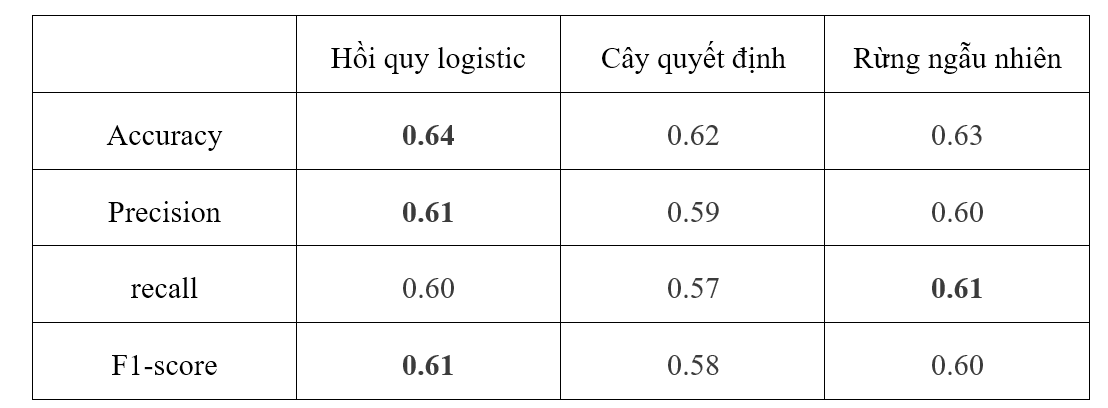 Hồi quy logistic Cây quyết định Rừng ngẫu nhiên
Accuracy 0.64 0.62 0.63
Precision 0.61 0.59 0.60
recall 0.60 0.57 0.61
F1-score 0.61 0.58 0.60